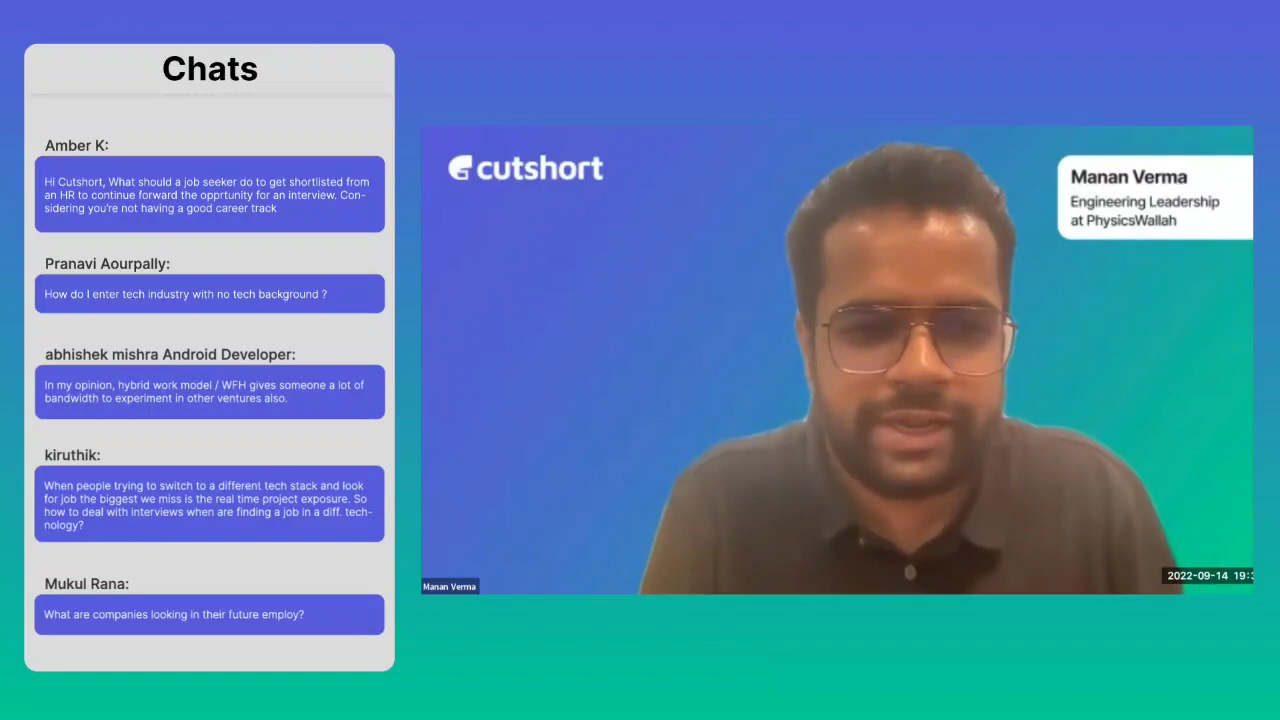 Chats
Amber K:
Hi Cutshort, What should a job seeker do to get shortlisted from
an HR to continue forward the opprtunity for an interview. Con-
sidering you're not having a good career track
Pranavi Aourpally:
How do I enter tech industry with no tech background ?
abhishek mishra Android Developer:
In my opinion, hybrid work model / WFH gives someone a lot of
bandwidth to experiment in other ventures also.
kiruthik:
When people trying to switch to a different tech stack and look
for job the biggest we miss is the real time project exposure. So
how to deal with interviews when are finding a job in a diff. tech-
nology?
Mukul Rana:
What are companies looking in their future employ?
cutshort
Manan Verma
Engineering Leadership
at PhysicsWallah
Manan Verma
2022-09-14 19: